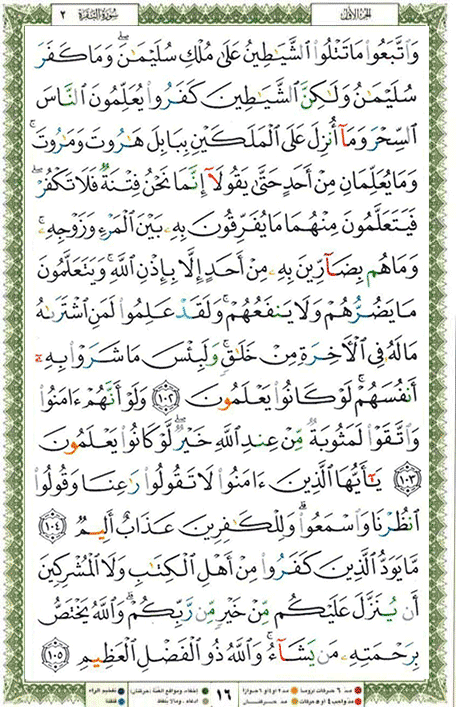 الجزء الأول
سورة البقرة ٢
وَٱتَّبَعُوا۟ مَا تَتْلُوا۟ ٱلشَّيَـٰطِينُ عَلَىٰ مُلْكِ سُلَيْمَـٰنَ ۖ وَمَا كَفَرَ
سُلَيْمَـٰنُ وَلَـٰكِنَّ ٱلشَّيَـٰطِينَ كَفَرُوا۟ يُعَلِّمُونَ ٱلنَّاسَ
ٱلسِّحْرَ وَمَآ أُنزِلَ عَلَى ٱلْمَلَكَيْنِ بِبَابِلَ هَـٰرُوتَ وَمَـٰرُوتَ ۚ
وَمَا يُعَلِّمَانِ مِنْ أَحَدٍ حَتَّىٰ يَقُولَآ إِنَّمَا نَحْنُ فِتْنَةٌ فَلَا تَكْفُرْ ۖ
فَيَتَعَلَّمُونَ مِنْهُمَا مَا يُفَرِّقُونَ بِهِۦ بَيْنَ ٱلْمَرْءِ وَزَوْجِهِۦ ۚ
وَمَا هُم بِضَآرِّينَ بِهِۦ مِنْ أَحَدٍ إِلَّا بِإِذْنِ ٱللَّهِ ۚ وَيَتَعَلَّمُونَ
مَا يَضُرُّهُمْ وَلَا يَنفَعُهُمْ ۚ وَلَقَدْ عَلِمُوا۟ لَمَنِ ٱشْتَرَىٰهُ
مَا لَهُۥ فِى ٱلْـَٔاخِرَةِ مِنْ خَلَـٰقٍ ۚ وَلَبِئْسَ مَا شَرَوْا۟ بِهِۦٓ
أَنفُسَهُمْ ۚ لَوْ كَانُوا۟ يَعْلَمُونَ ١٠٢ وَلَوْ أَنَّهُمْ ءَامَنُوا۟
وَٱتَّقَوْا۟ لَمَثُوبَةٌ مِّنْ عِندِ ٱللَّهِ خَيْرٌ ۖ لَّوْ كَانُوا۟ يَعْلَمُونَ
١٠٣ يَـٰٓأَيُّهَا ٱلَّذِينَ ءَامَنُوا۟ لَا تَقُولُوا۟ رَٰعِنَا وَقُولُوا۟
ٱنظُرْنَا وَٱسْمَعُوا۟ ۗ وَلِلْكَـٰفِرِينَ عَذَابٌ أَلِيمٌ ١٠٤
مَّا يَوَدُّ ٱلَّذِينَ كَفَرُوا۟ مِنْ أَهْلِ ٱلْكِتَـٰبِ وَلَا ٱلْمُشْرِكِينَ
أَن يُنَزَّلَ عَلَيْكُم مِّنْ خَيْرٍ مِّن رَّبِّكُمْ ۗ وَٱللَّهُ يَخْتَصُّ
بِرَحْمَتِهِۦ مَن يَشَآءُ ۚ وَٱللَّهُ ذُو ٱلْفَضْلِ ٱلْعَظِيمِ ١٠٥
١٦